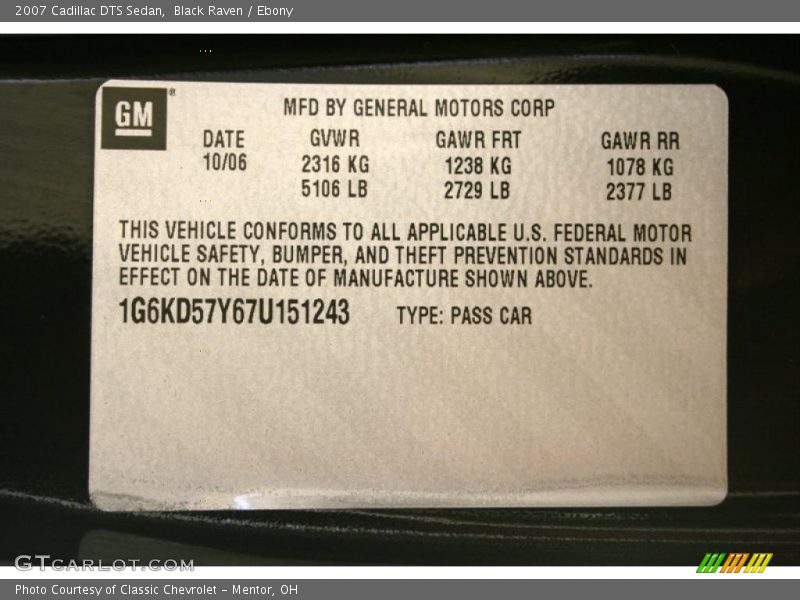 2007 Cadillac DTS Sedan, Black Raven / Ebony
GM ®
MFD BY GENERAL MOTORS CORP
DATE GVWR GAWR FRT GAWR RR
10/06 2316 KG 1238 KG 1078 KG
5106 LB 2729 LB 2377 LB
THIS VEHICLE CONFORMS TO ALL APPLICABLE U.S. FEDERAL MOTOR
VEHICLE SAFETY, BUMPER, AND THEFT PREVENTION STANDARDS IN
EFFECT ON THE DATE OF MANUFACTURE SHOWN ABOVE.
1G6KD57Y67U151243 TYPE: PASS CAR
GTCARLOT.COM
Photo Courtesy of Classic Chevrolet - Mentor, OH